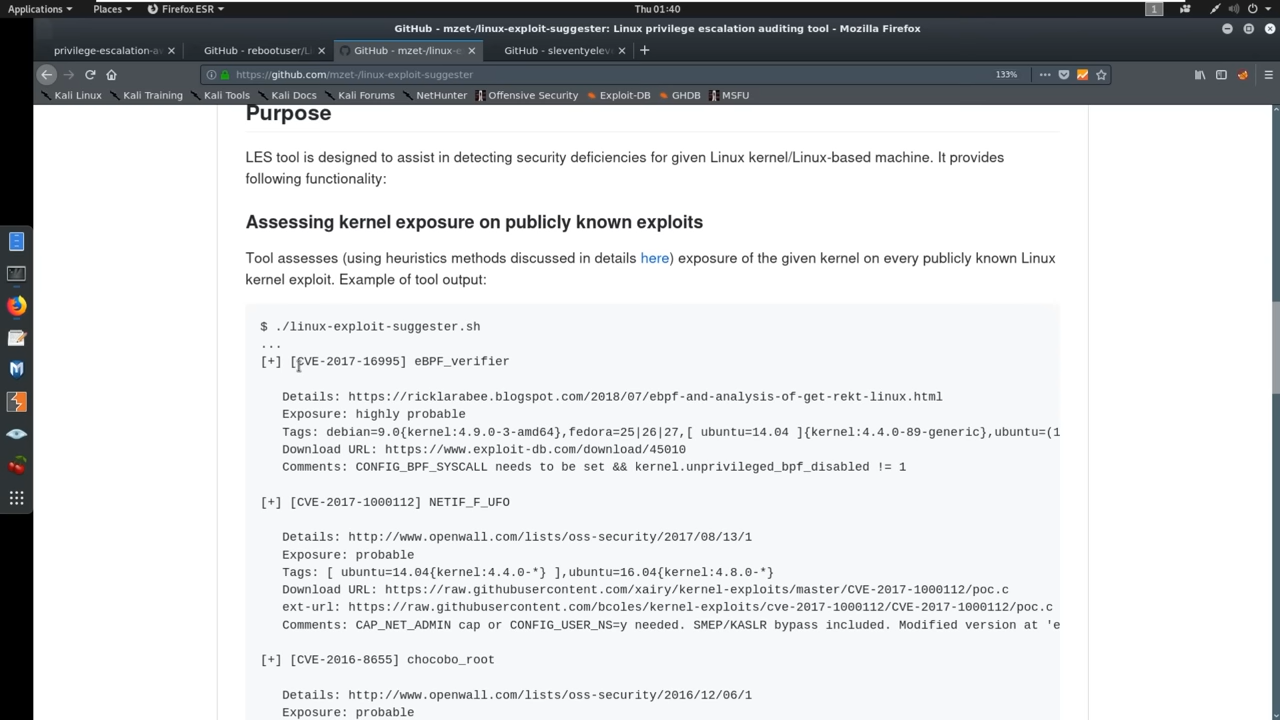 Applications Places Firefox ESR Thu 01:40 1
GitHub - mzet-/linux-exploit-suggester: Linux privilege escalation auditing tool - Mozilla Firefox
privilege-escalation-a GitHub - rebootuser/L GitHub - mzet-/linux-e GitHub - sleventyelev
https://github.com/mzet-/linux-exploit-suggester 133%
Kali Linux Kali Training Kali Tools Kali Docs Kali Forums NetHunter Offensive Security Exploit-DB GHDB MSFU
Purpose
LES tool is designed to assist in detecting security deficiencies for given Linux kernel/Linux-based machine. It provides
following functionality:
Assessing kernel exposure on publicly known exploits
Tool assesses (using heuristics methods discussed in details here) exposure of the given kernel on every publicly known Linux
kernel exploit. Example of tool output:
$ ./linux-exploit-suggester.sh
...
[+] [CVE-2017-16995] eBPF_verifier
Details: https://ricklarabee.blogspot.com/2018/07/ebpf-and-analysis-of-get-rekt-linux.html
Exposure: highly probable
Tags: debian=9.0{kernel:4.9.0-3-amd64},fedora=25|26|27,[ ubuntu=14.04 ]{kernel:4.4.0-89-generic},ubuntu=(1
Download URL: https://www.exploit-db.com/download/45010
Comments: CONFIG_BPF_SYSCALL needs to be set && kernel.unprivileged_bpf_disabled != 1
[+] [CVE-2017-1000112] NETIF_F_UFO
Details: http://www.openwall.com/lists/oss-security/2017/08/13/1
Exposure: probable
Tags: [ ubuntu=14.04{kernel:4.4.0-*} ],ubuntu=16.04{kernel:4.8.0-*}
Download URL: https://raw.githubusercontent.com/xairy/kernel-exploits/master/CVE-2017-1000112/poc.c
ext-url: https://raw.githubusercontent.com/bcoles/kernel-exploits/cve-2017-1000112/CVE-2017-1000112/poc.c
Comments: CAP_NET_ADMIN cap or CONFIG_USER_NS=y needed. SMEP/KASLR bypass included. Modified version at 'e
[+] [CVE-2016-8655] chocobo_root
Details: http://www.openwall.com/lists/oss-security/2016/12/06/1
Exposure: probable